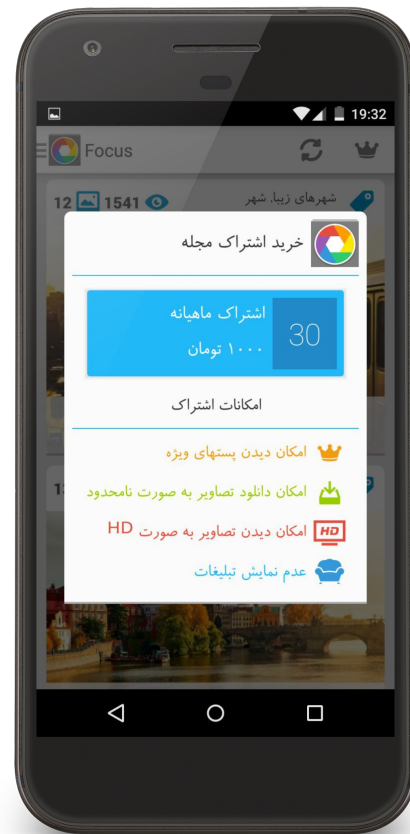 19:32
Focus
12 1541 شهرهای زیبا, شهر
خرید اشتراک مجله
اشتراک ماهیانه
30
۱۰۰۰ تومان
امکانات اشتراک
امکان دیدن پستهای ویژه
امکان دانلود تصاویر به صورت نامحدود
امکان دیدن تصاویر به صورت HD
HD
عدم نمایش تبلیغات